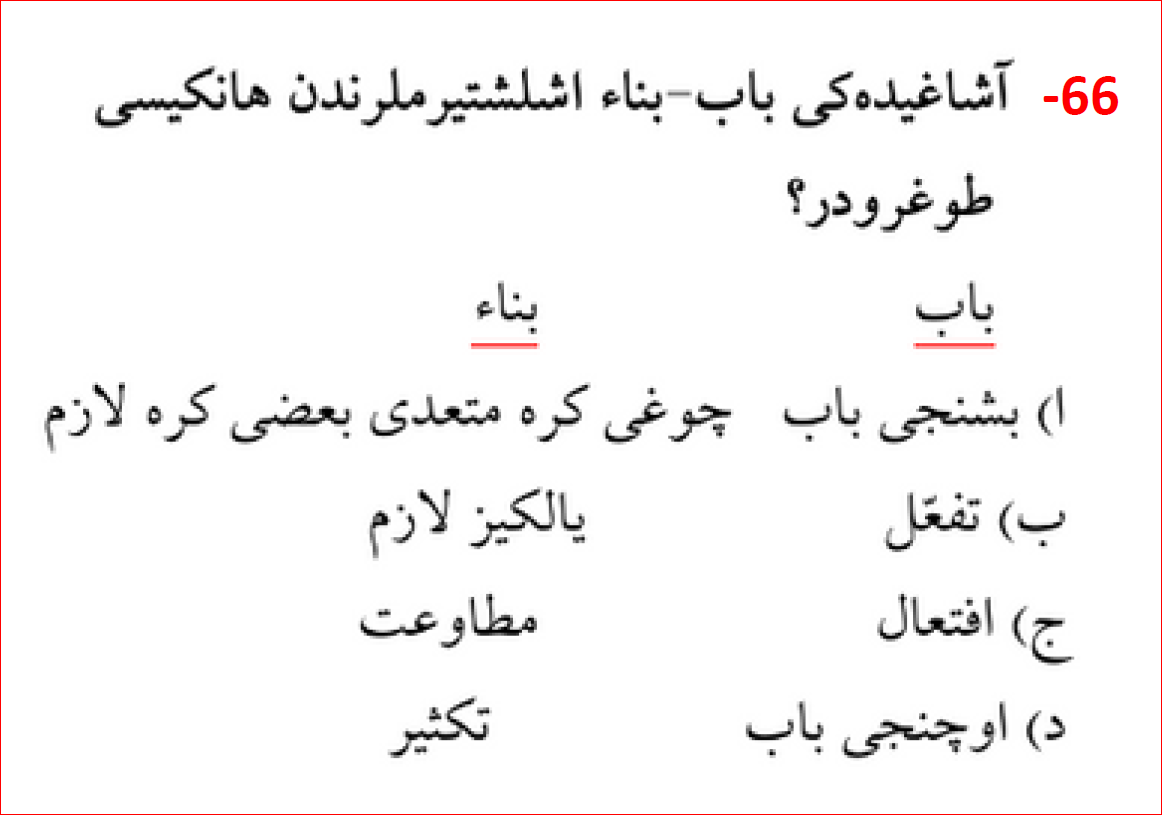 66- آشاغیده‌کی باب-بناء اشلشتیرملرندن هانکیسی
طوغرودر؟
باب بناء
ا) بشنجی باب چوغی کره متعدی بعضی کره لازم
ب) تفعّل یالکیز لازم
ج) افتعال مطاوعت
د) اوچنجی باب تکثیر